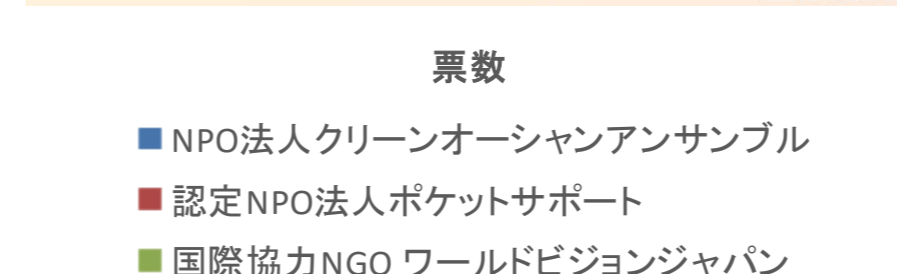 票数
NPO法人クリーンオーシャンアンサンブル
認定NPO法人ポケットサポート
国際協力NGO ワールドビジョンジャパン